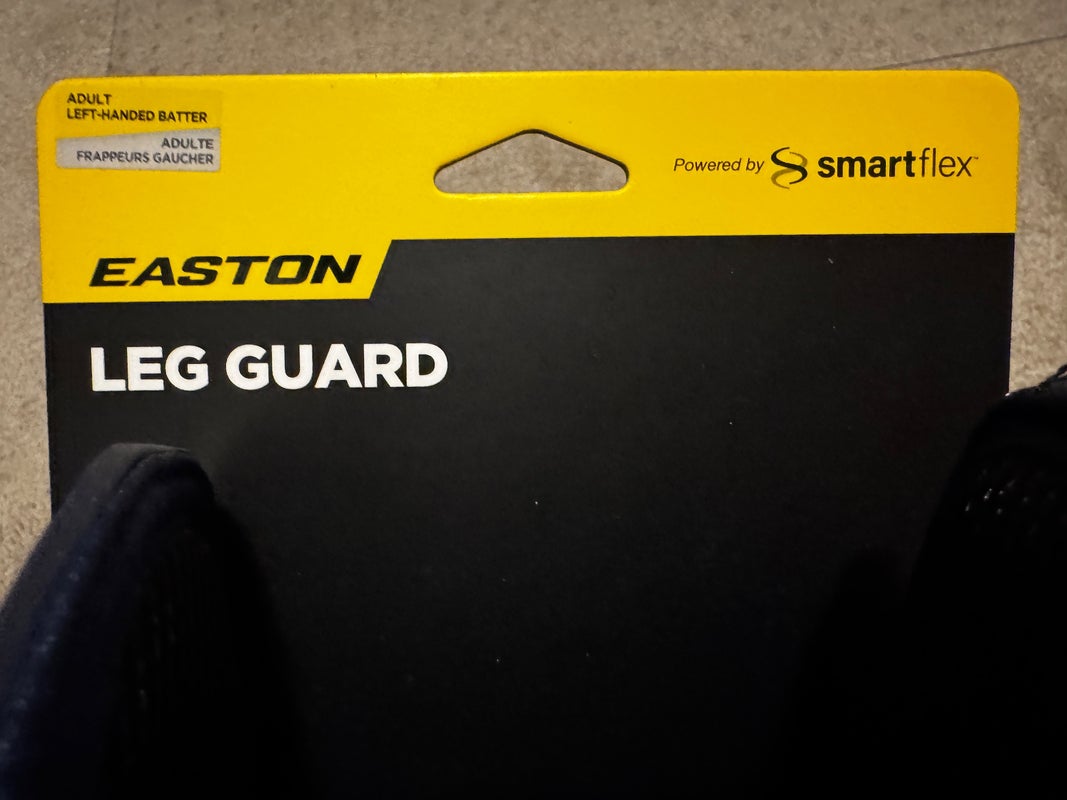 ADULT
LEFT-HANDED BATTER
ADULTE
FRAPPEURS GAUCHER
Powered by smartflex™
EASTON
LEG GUARD